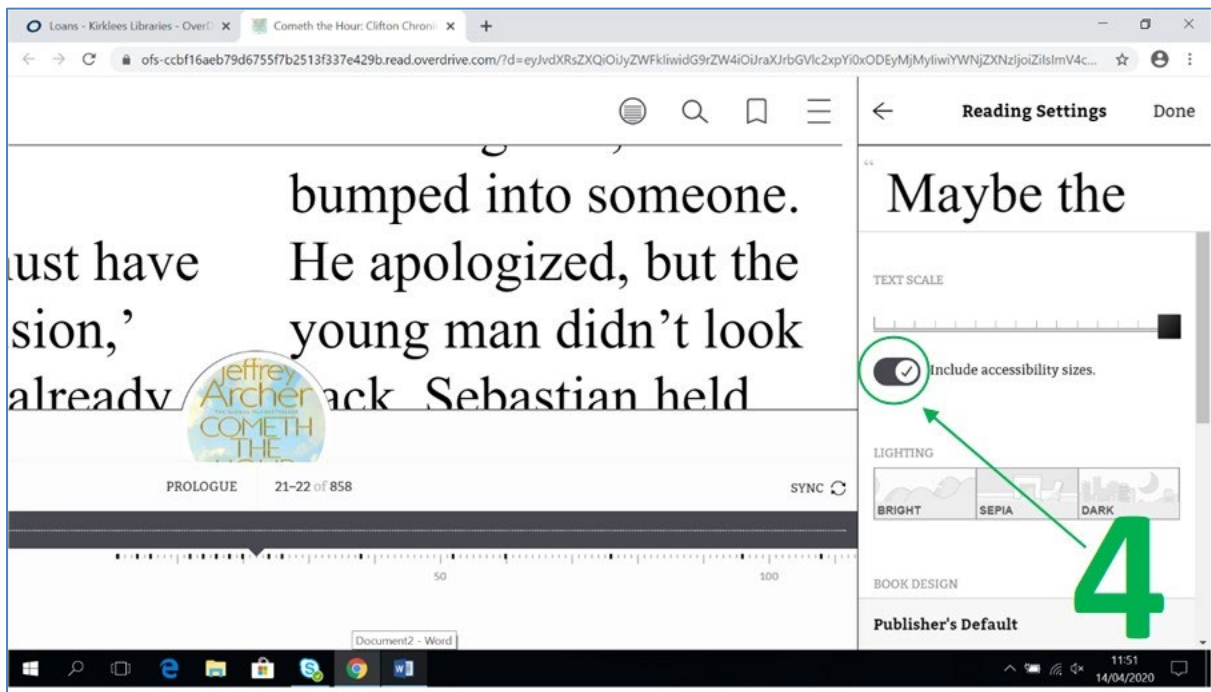 Loans - Kirklees Libraries - OverD
Cometh the Hour: Clifton Chroni
ofs-ccbf16aeb79d6755f7b2513f337e429b.read.overdrive.com/?d=
Reading Settings
Done
bumped into someone.
ust have
He apologized, but the
sion,’
young man didn’t look
already
ack. Sebastian held
“ Maybe the
TEXT SCALE
Include accessibility sizes.
Jeffrey
Archer
COMETH
THE
LIGHTING
BRIGHT
SEPIA
DARK
PROLOGUE
21–22 of 858
SYNC
50
100
4
BOOK DESIGN
Publisher's Default
Document2 - Word
11:51
14/04/2020